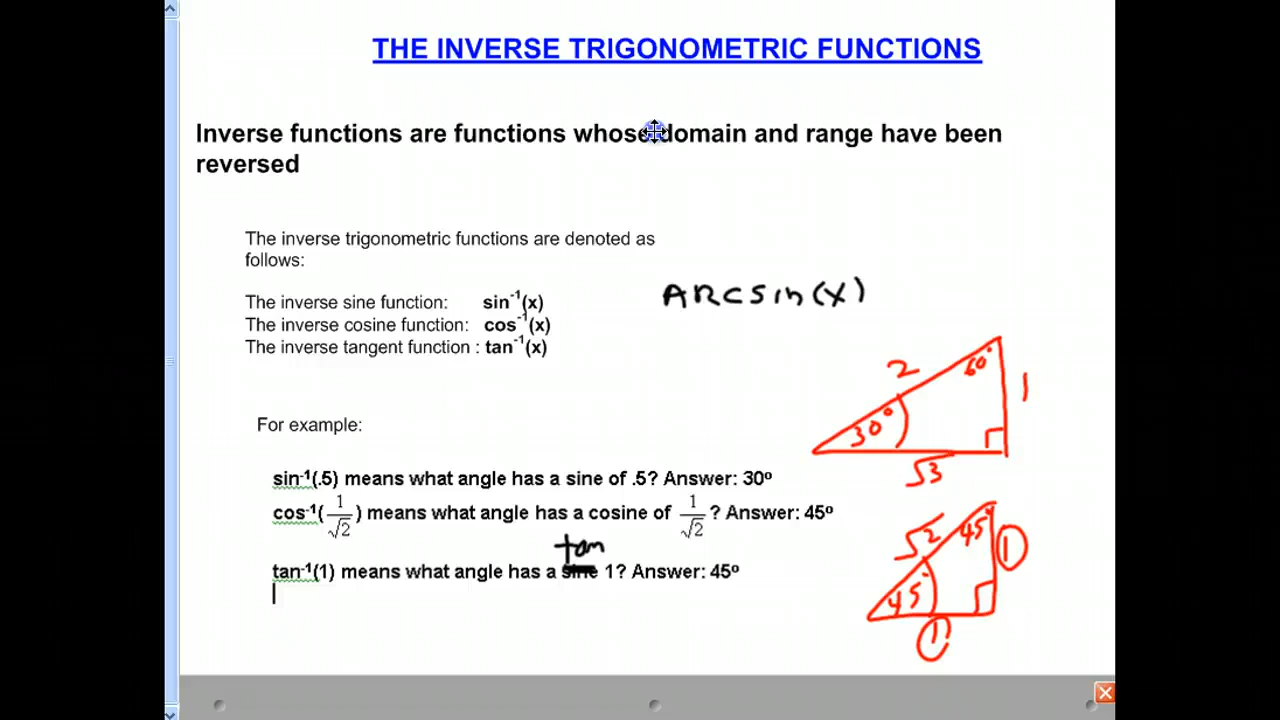 THE INVERSE TRIGONOMETRIC FUNCTIONS
Inverse functions are functions whose domain and range have been
reversed
The inverse trigonometric functions are denoted as
follows:
The inverse sine function: sin⁻¹(x)
The inverse cosine function: cos⁻¹(x)
The inverse tangent function : tan⁻¹(x)
ARCSin(x)
2
60°
1
30°
√3
For example:
sin⁻¹(.5) means what angle has a sine of .5? Answer: 30º
cos⁻¹(1/√2) means what angle has a cosine of 1/√2? Answer: 45º
tan
tan⁻¹(1) means what angle has a sine 1? Answer: 45º
√2
45°
1
45°
1